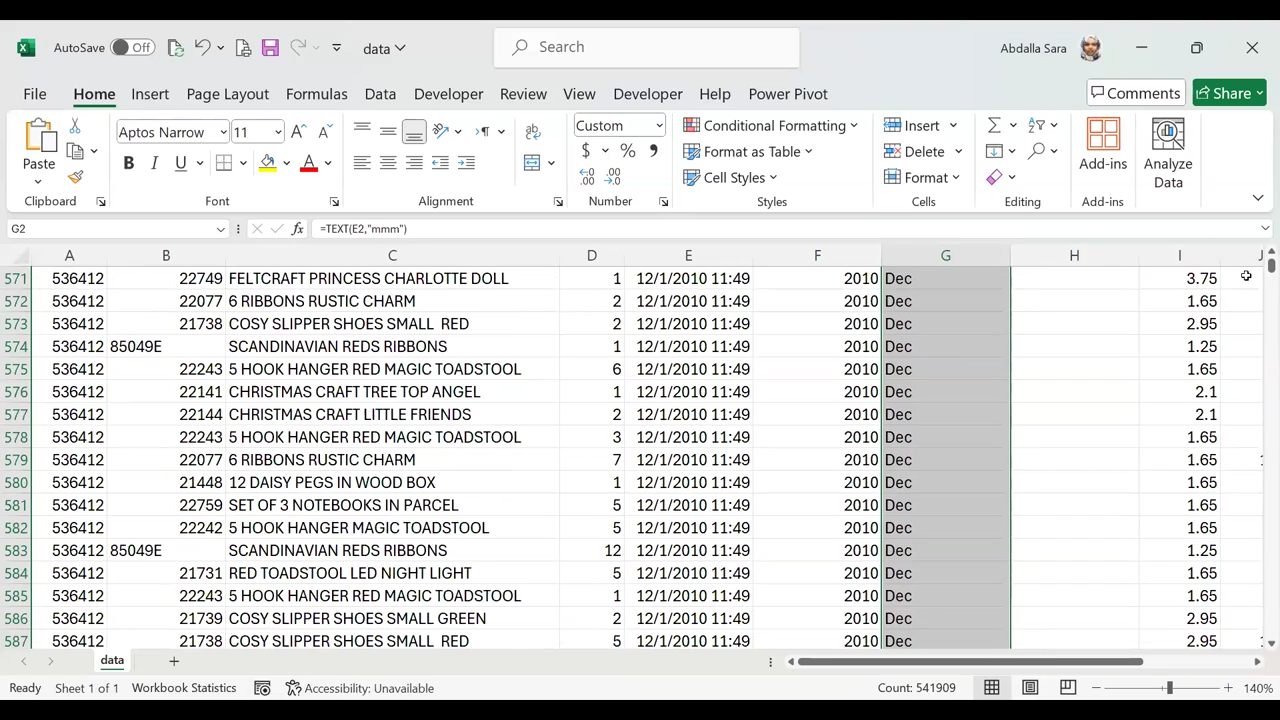 AutoSave Off data Search Abdalla Sara
File Home Insert Page Layout Formulas Data Developer Review View Developer Help Power Pivot Comments Share
Paste Aptos Narrow 11 Custom Conditional Formatting Insert Add-ins Analyze Data
B I U A $ % , Format as Table Delete
Cell Styles Format
Clipboard Font Alignment Number Styles Cells Editing Add-ins
G2 fx =TEXT(E2,"mmm")
A B C D E F G H I J
571 536412 22749 FELTCRAFT PRINCESS CHARLOTTE DOLL 1 12/1/2010 11:49 2010 Dec 3.75
572 536412 22077 6 RIBBONS RUSTIC CHARM 2 12/1/2010 11:49 2010 Dec 1.65
573 536412 21738 COSY SLIPPER SHOES SMALL  RED 2 12/1/2010 11:49 2010 Dec 2.95
574 536412 85049E SCANDINAVIAN REDS RIBBONS 1 12/1/2010 11:49 2010 Dec 1.25
575 536412 22243 5 HOOK HANGER RED MAGIC TOADSTOOL 6 12/1/2010 11:49 2010 Dec 1.65
576 536412 22141 CHRISTMAS CRAFT TREE TOP ANGEL 1 12/1/2010 11:49 2010 Dec 2.1
577 536412 22144 CHRISTMAS CRAFT LITTLE FRIENDS 2 12/1/2010 11:49 2010 Dec 2.1
578 536412 22243 5 HOOK HANGER RED MAGIC TOADSTOOL 3 12/1/2010 11:49 2010 Dec 1.65
579 536412 22077 6 RIBBONS RUSTIC CHARM 7 12/1/2010 11:49 2010 Dec 1.65
580 536412 21448 12 DAISY PEGS IN WOOD BOX 1 12/1/2010 11:49 2010 Dec 1.65
581 536412 22759 SET OF 3 NOTEBOOKS IN PARCEL 5 12/1/2010 11:49 2010 Dec 1.65
582 536412 22242 5 HOOK HANGER MAGIC TOADSTOOL 5 12/1/2010 11:49 2010 Dec 1.65
583 536412 85049E SCANDINAVIAN REDS RIBBONS 12 12/1/2010 11:49 2010 Dec 1.25
584 536412 21731 RED TOADSTOOL LED NIGHT LIGHT 5 12/1/2010 11:49 2010 Dec 1.65
585 536412 22243 5 HOOK HANGER RED MAGIC TOADSTOOL 1 12/1/2010 11:49 2010 Dec 1.65
586 536412 21739 COSY SLIPPER SHOES SMALL GREEN 2 12/1/2010 11:49 2010 Dec 2.95
587 536412 21738 COSY SLIPPER SHOES SMALL  RED 5 12/1/2010 11:49 2010 Dec 2.95
data
Ready Sheet 1 of 1 Workbook Statistics Accessibility: Unavailable Count: 541909 140%